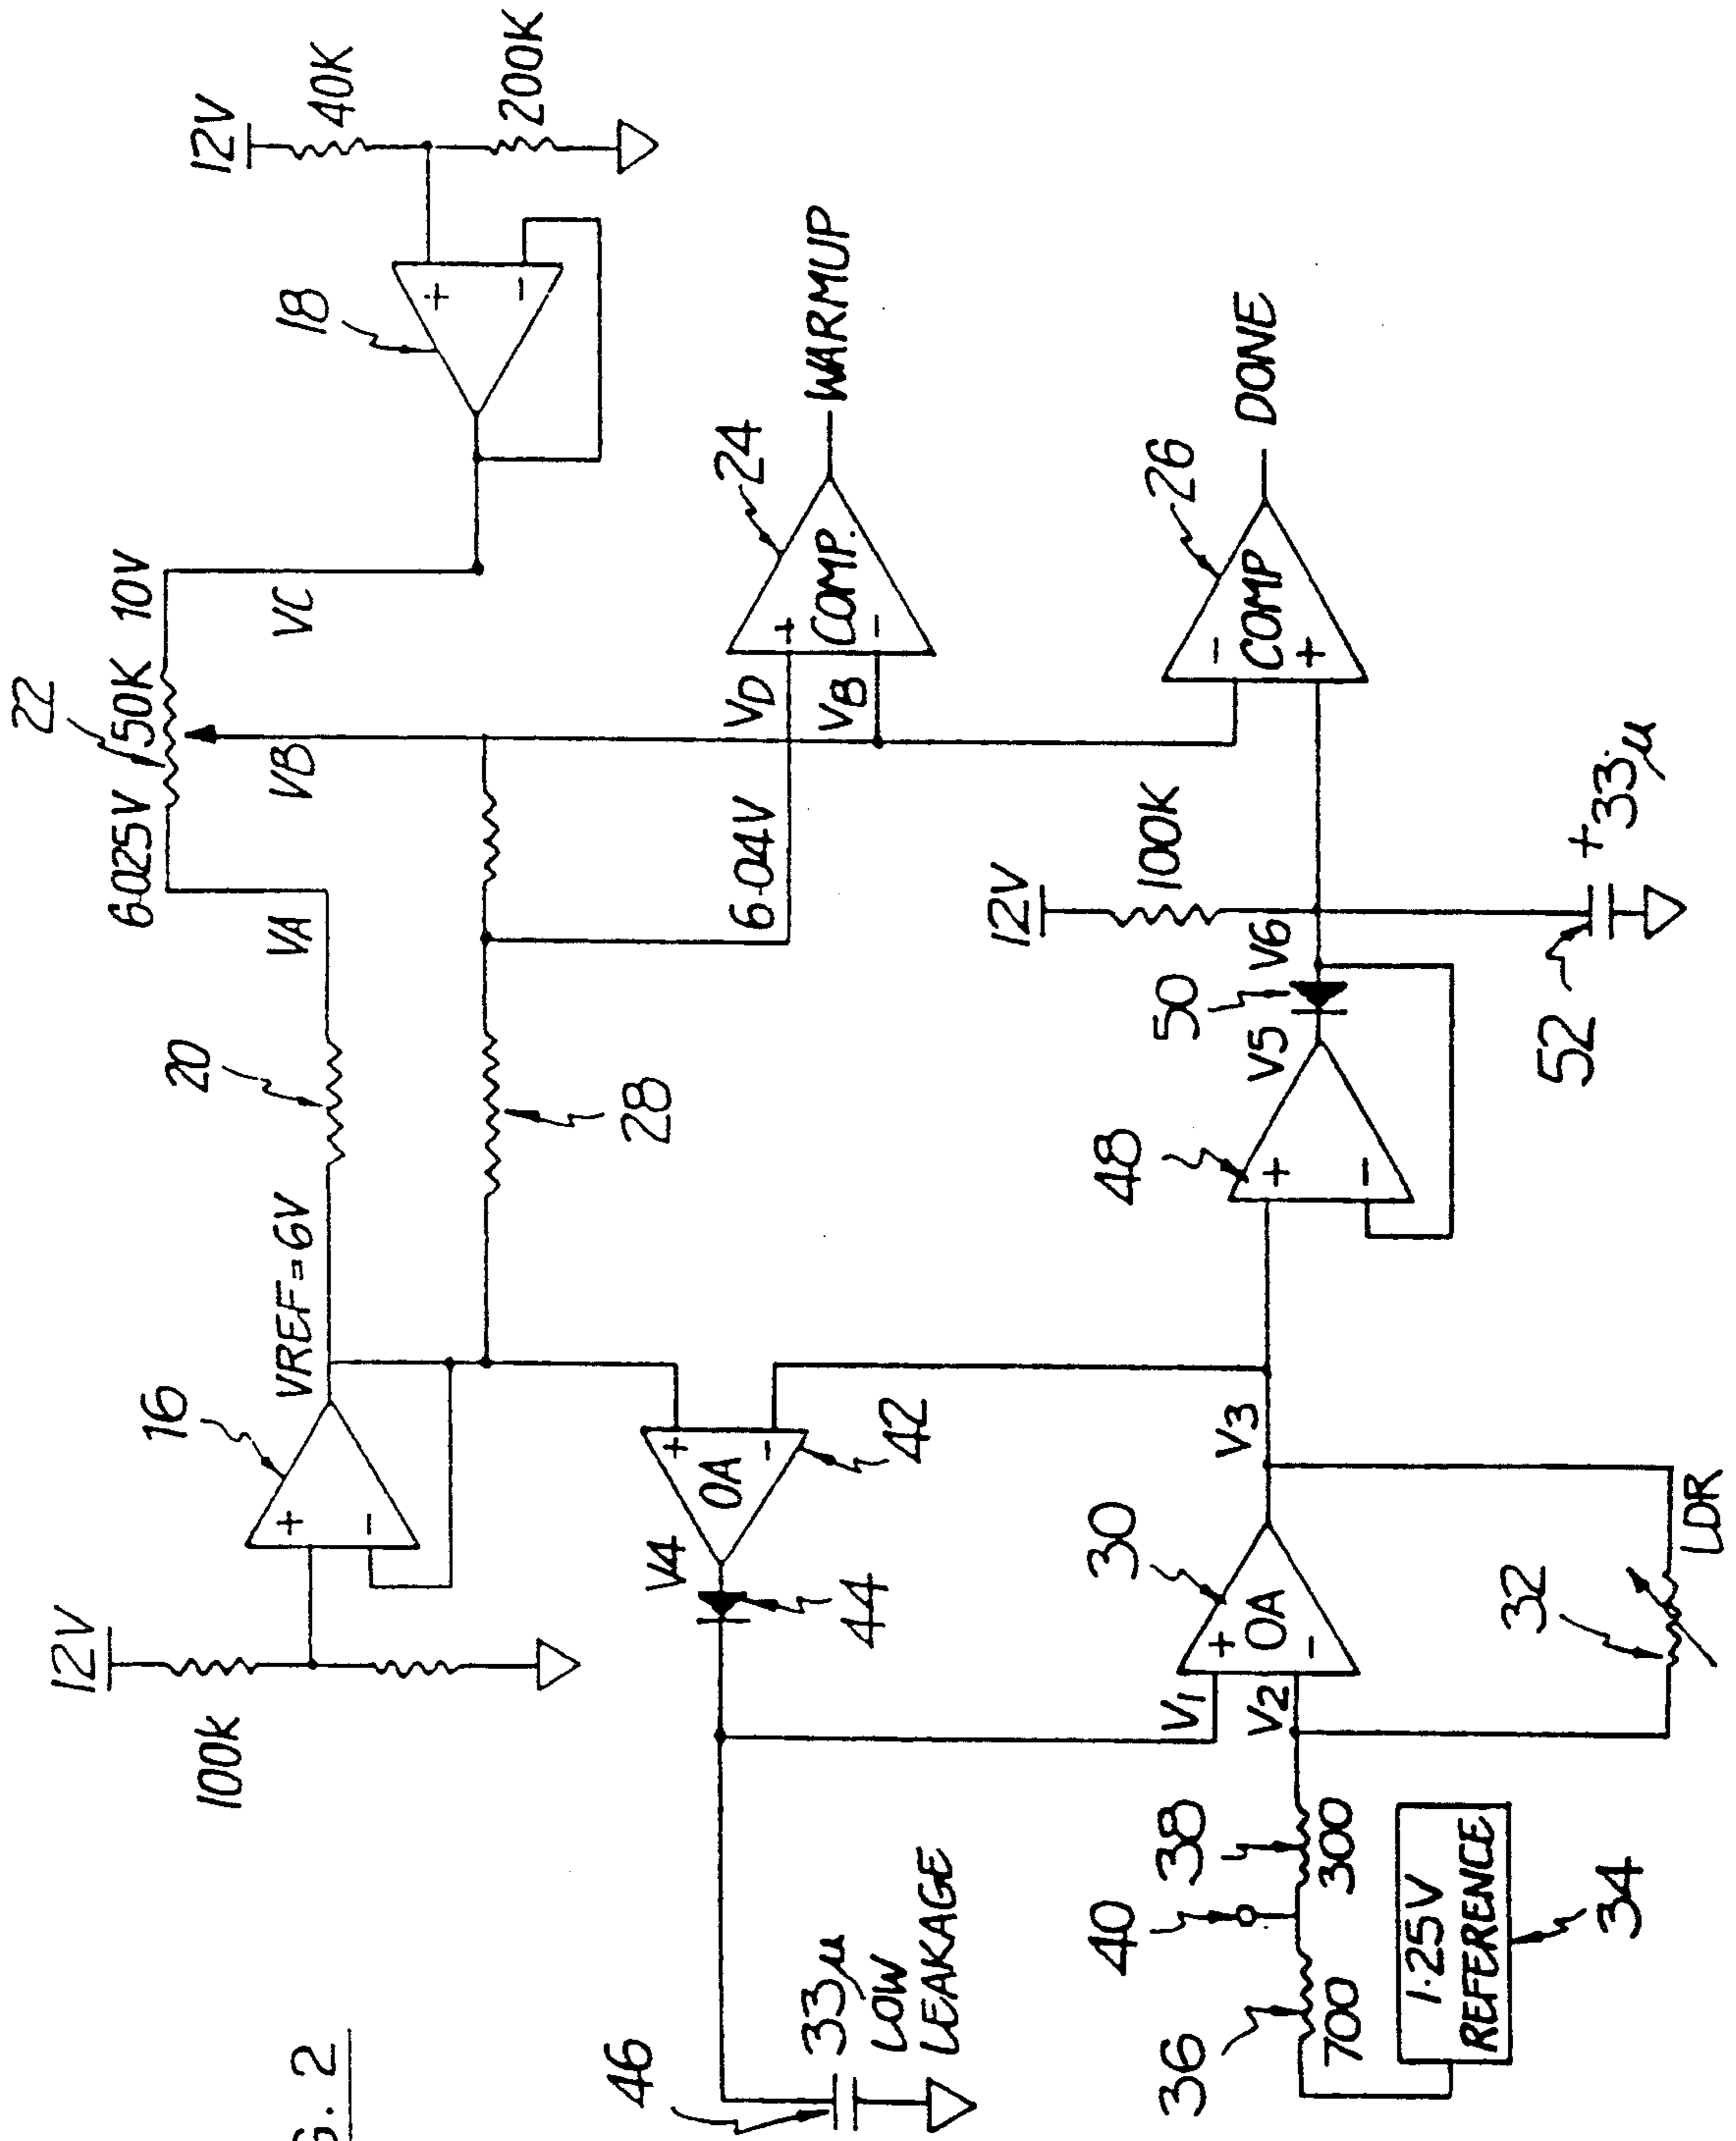 22
6·025V 50K 10V
12V
40K
200K
18
VA
VB
VC
20
16
VREF=6V
12V
100K
28
24
VD
VB
+
COMP.
-
WARMUP
6·04V
V4
+
OA
-
42
44
46
33μ
LOW
LEAKAGE
12V
100K
26
-
COMP
+
DONE
48
+
-
50
V5
V6
52
+33μ
30
V1
V2
+
OA
-
V3
32
LDR
40
38
300
36
700
1·25V
REFERENCE
34
+
-
+
-
G. 2